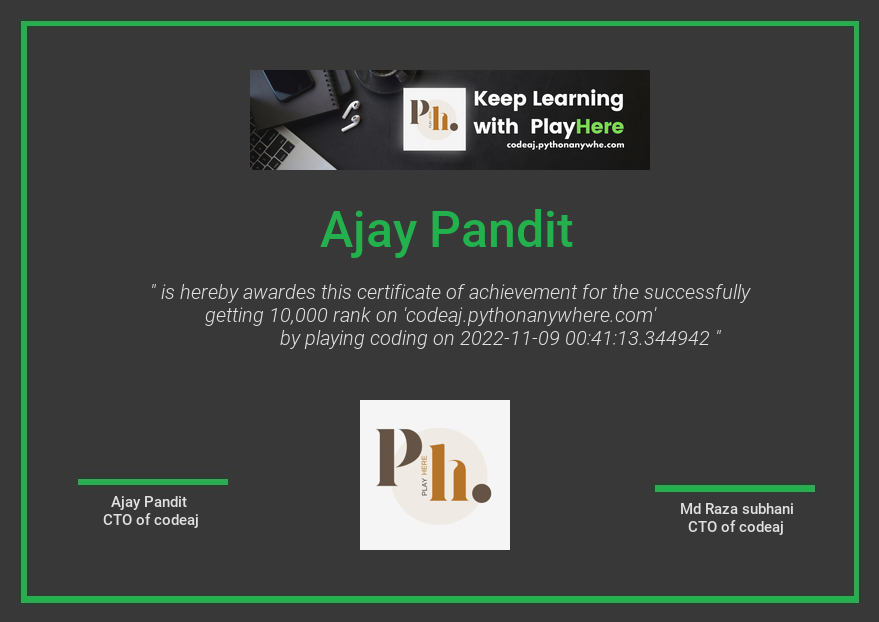 Ph.
PLAY HERE
Keep Learning
with PlayHere
codeaj.pythonanywhe.com
Ajay Pandit
" is hereby awardes this certificate of achievement for the successfully
getting 10,000 rank on 'codeaj.pythonanywhere.com'
by playing coding on 2022-11-09 00:41:13.344942 "
Ph.
PLAY HERE
Ajay Pandit
CTO of codeaj
Md Raza subhani
CTO of codeaj